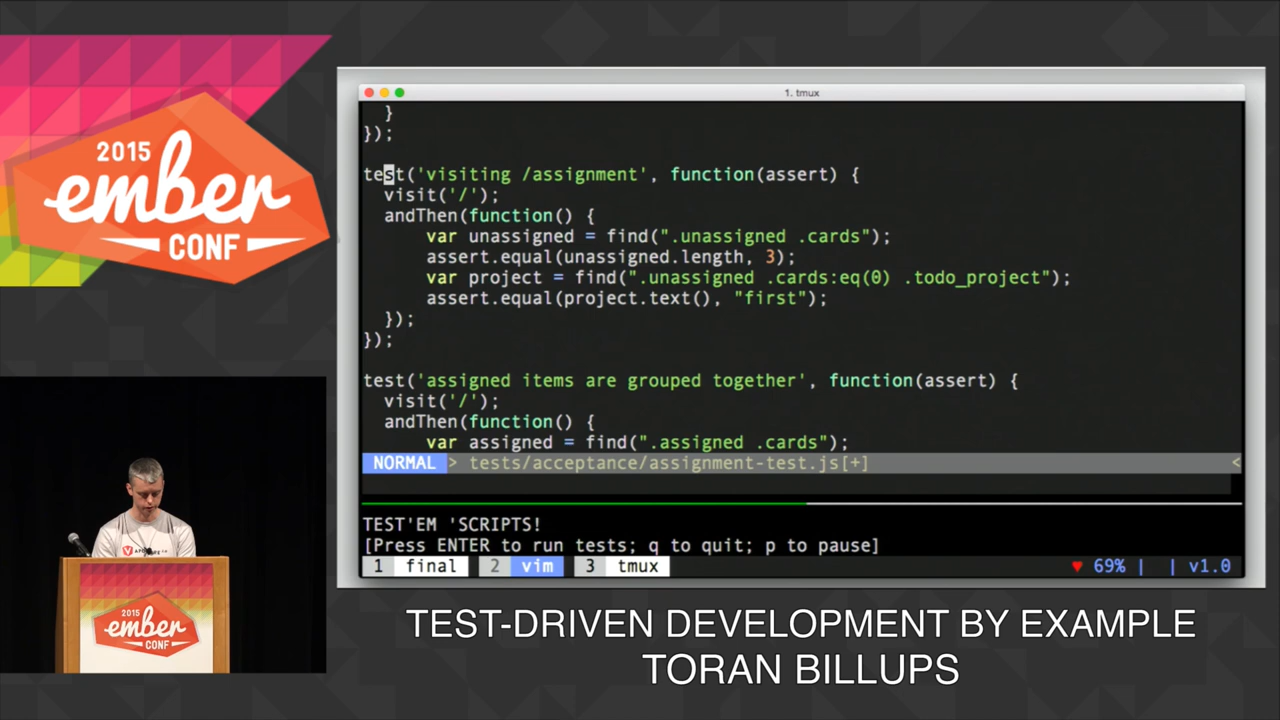 2015
ember
CONF
1. tmux
}
});
test('visiting /assignment', function(assert) {
visit('/');
andThen(function() {
var unassigned = find(".unassigned .cards");
assert.equal(unassigned.length, 3);
var project = find(".unassigned .cards:eq(0) .todo_project");
assert.equal(project.text(), "first");
});
});
test('assigned items are grouped together', function(assert) {
visit('/');
andThen(function() {
var assigned = find(".assigned .cards");
NORMAL > tests/acceptance/assignment-test.js[+] <
TEST'EM 'SCRIPTS!
[Press ENTER to run tests; q to quit; p to pause]
1 final 2 vim 3 tmux ♥ 69% | | v1.0
2015
ember
CONF
TEST-DRIVEN DEVELOPMENT BY EXAMPLE
TORAN BILLUPS